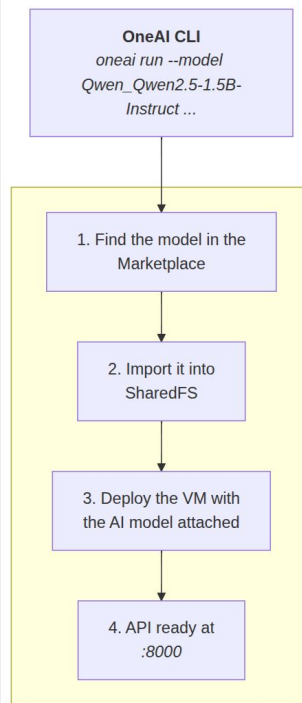 OneAI CLI
oneai run --model
Qwen_Qwen2.5-1.5B-
Instruct ...
1. Find the model in the
Marketplace
2. Import it into
SharedFS
3. Deploy the VM with
the AI model attached
4. API ready at
:8000